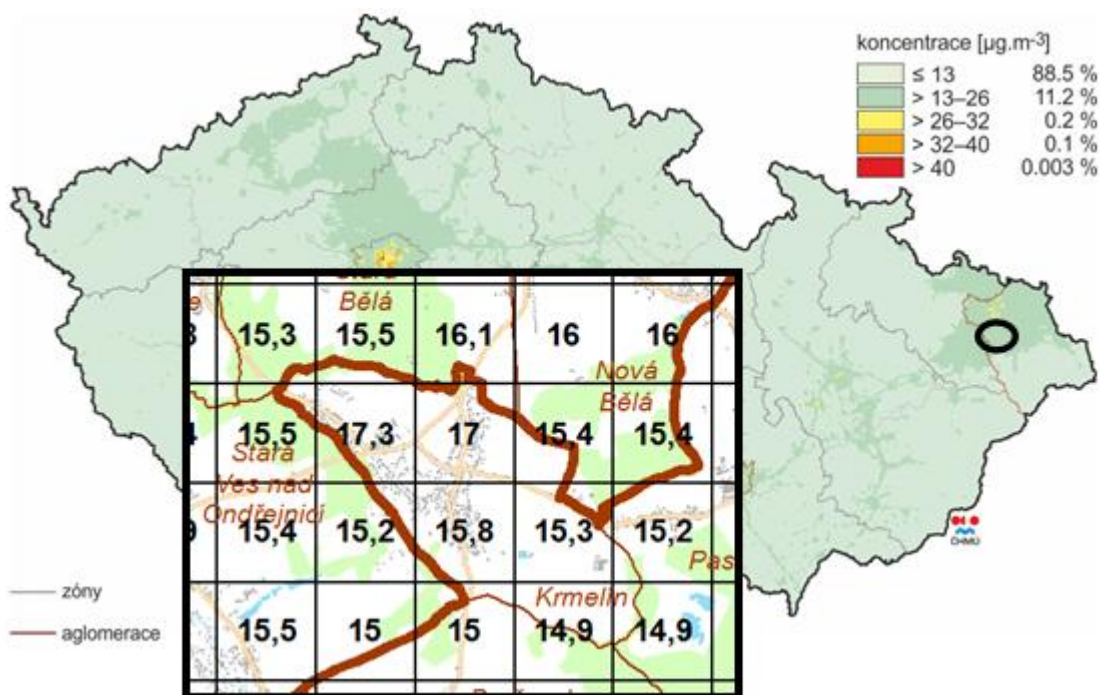 koncentrace [µg.m-3]
≤ 13 88.5 %
> 13–26 11.2 %
> 26–32 0.2 %
> 32–40 0.1 %
> 40 0.003 %
Bělá
15,3 15,5 16,1 16 16
Nová
Bělá
15,5 17,3 17 15,4 15,4
Stará
Ves nad
Ondřejnicí
15,4 15,2 15,8 15,3 15,2
Pas
Krmelín
15,5 15 15 14,9 14,9
ČHMÚ
zóny
aglomerace